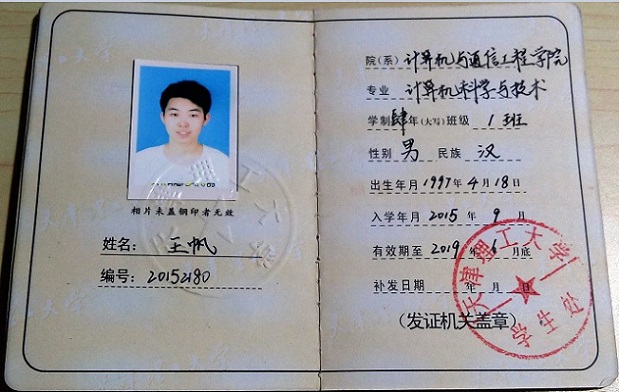 相片未盖钢印者无效
姓名: 王帆
编号: 20152180
院(系) 计算机与通信工程学院
专业 计算机科学与技术
学制肆年(大写)班级 1 班
性别 男 民族 汉
出生年月 1997年 4 月 18 日
入学年月 2015 年 9 月
有效期至 2019 年 6 月底
补发日期 年 月 日
(发证机关盖章)
天津理工大学
学生处